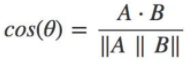 cos(θ) = A · B / ‖A ‖ B‖